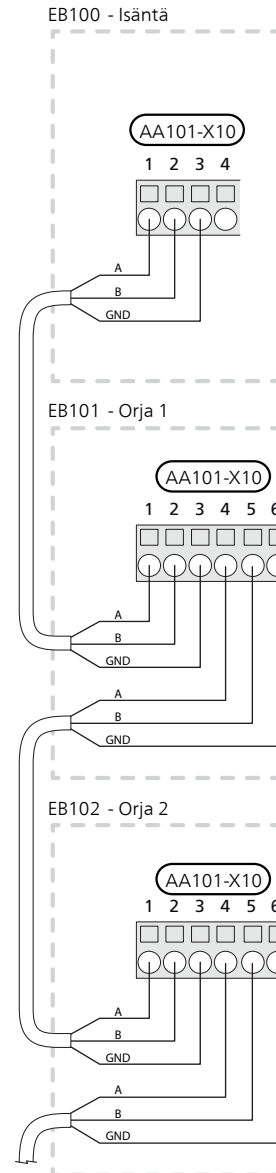 EB100 - Isäntä
AA101-X10
1 2 3 4
A
B
GND
EB101 - Orja 1
AA101-X10
1 2 3 4 5 6
A
B
GND
A
B
GND
EB102 - Orja 2
AA101-X10
1 2 3 4 5 6
A
B
GND
A
B
GND